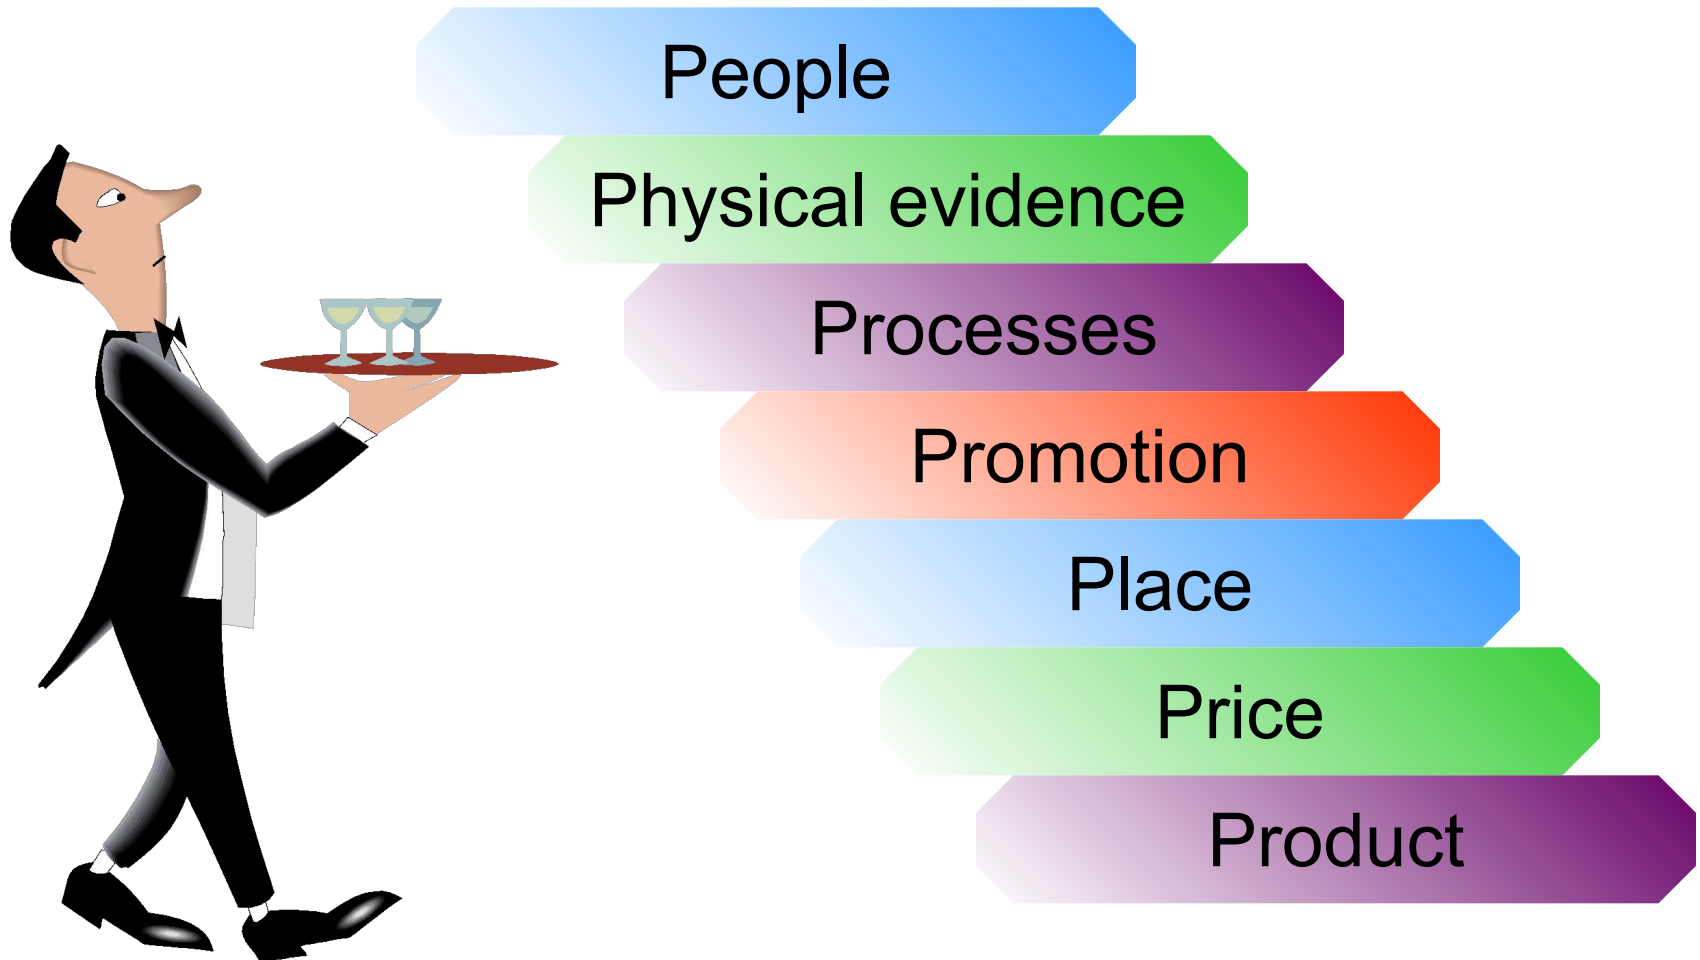 People
Physical evidence
Processes
Promotion
Place
Price
Product